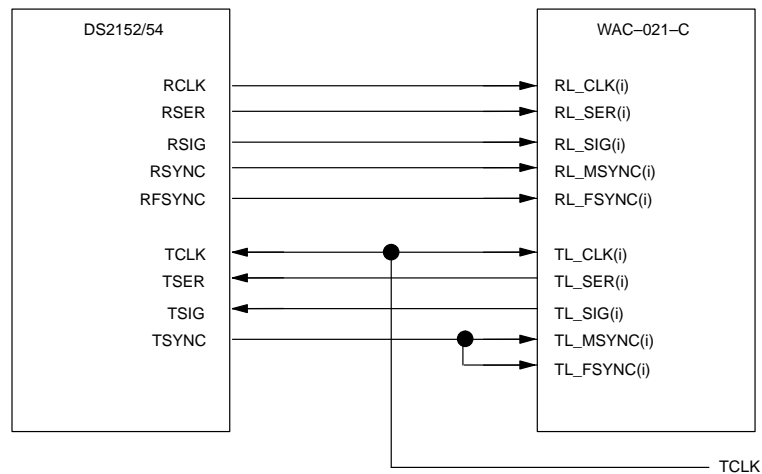 DS2152/54 WAC–021–C
RCLK RL_CLK(i)
RSER RL_SER(i)
RSIG RL_SIG(i)
RSYNC RL_MSYNC(i)
RFSYNC RL_FSYNC(i)
TCLK TL_CLK(i)
TSER TL_SER(i)
TSIG TL_SIG(i)
TSYNC TL_MSYNC(i)
TL_FSYNC(i)
TCLK